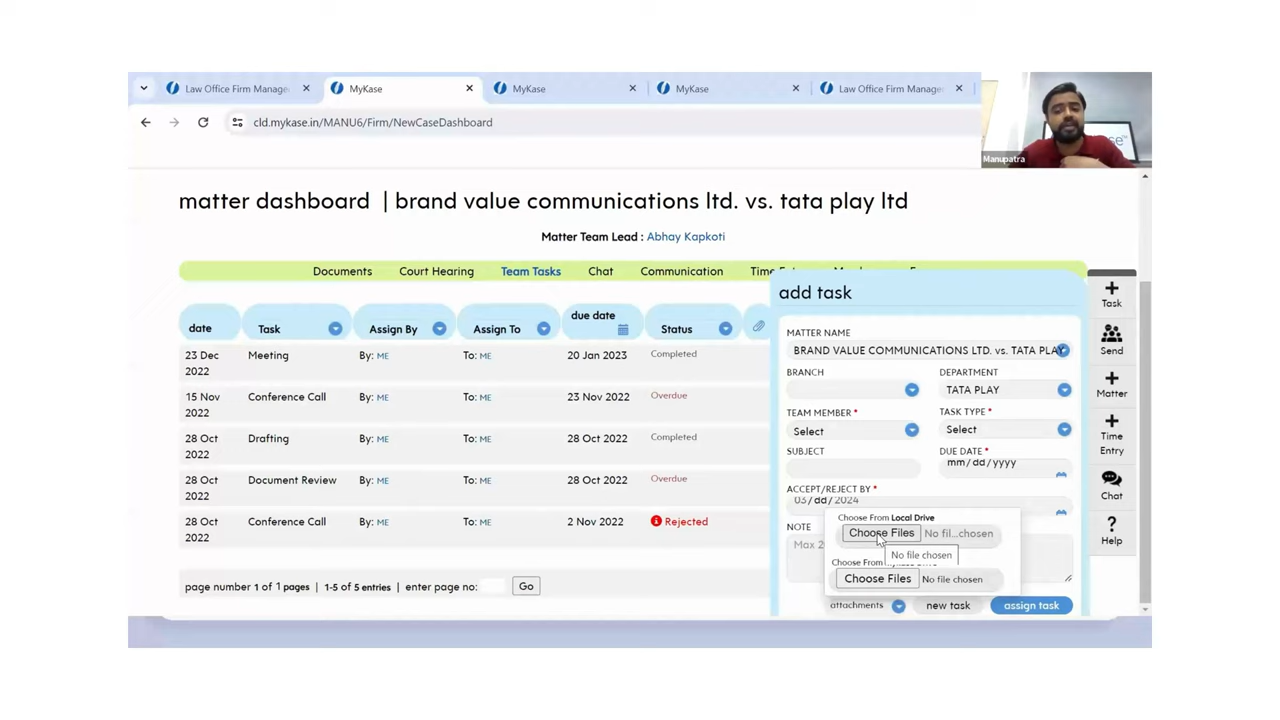 Law Office Firm Manage
MyKase
MyKase
MyKase
Law Office Firm Manage
cld.mykase.in/MANU6/Firm/NewCaseDashboard
Manupatra
matter dashboard | brand value communications ltd. vs. tata play ltd
Matter Team Lead : Abhay Kapkoti
Documents Court Hearing Team Tasks Chat Communication
date Task Assign By Assign To due date Status
23 Dec 2022 Meeting By: ME To: ME 20 Jan 2023 Completed
15 Nov 2022 Conference Call By: ME To: ME 23 Nov 2022 Overdue
28 Oct 2022 Drafting By: ME To: ME 28 Oct 2022 Completed
28 Oct 2022 Document Review By: ME To: ME 28 Oct 2022 Overdue
28 Oct 2022 Conference Call By: ME To: ME 2 Nov 2022 Rejected
page number 1 of 1 pages | 1-5 of 5 entries | enter page no: Go
add task
MATTER NAME
BRAND VALUE COMMUNICATIONS LTD. vs. TATA PLAY
BRANCH DEPARTMENT
TATA PLAY
TEAM MEMBER * TASK TYPE *
Select Select
SUBJECT DUE DATE *
mm/dd/yyyy
ACCEPT/REJECT BY *
03/dd/2024
NOTE
Max 2
Choose From Local Drive
Choose Files No fil...chosen
No file chosen
Choose From
Choose Files No file chosen
attachments new task assign task
Task
Send
Matter
Time
Entry
Chat
Help